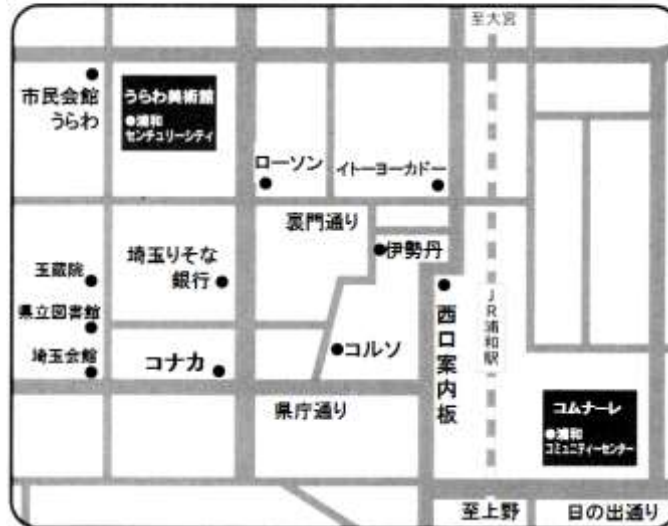 至大宮
市民会館
うらわ
うらわ美術館
●浦和
センチュリーシティ
ローソン
イトーヨーカドー
裏門通り
伊勢丹
埼玉りそな
銀行
玉蔵院
県立図書館
埼玉会館
コナカ
コルソ
西口案内板
JR浦和駅
県庁通り
コムナーレ
●浦和
コミュニティーセンター
至上野
日の出通り